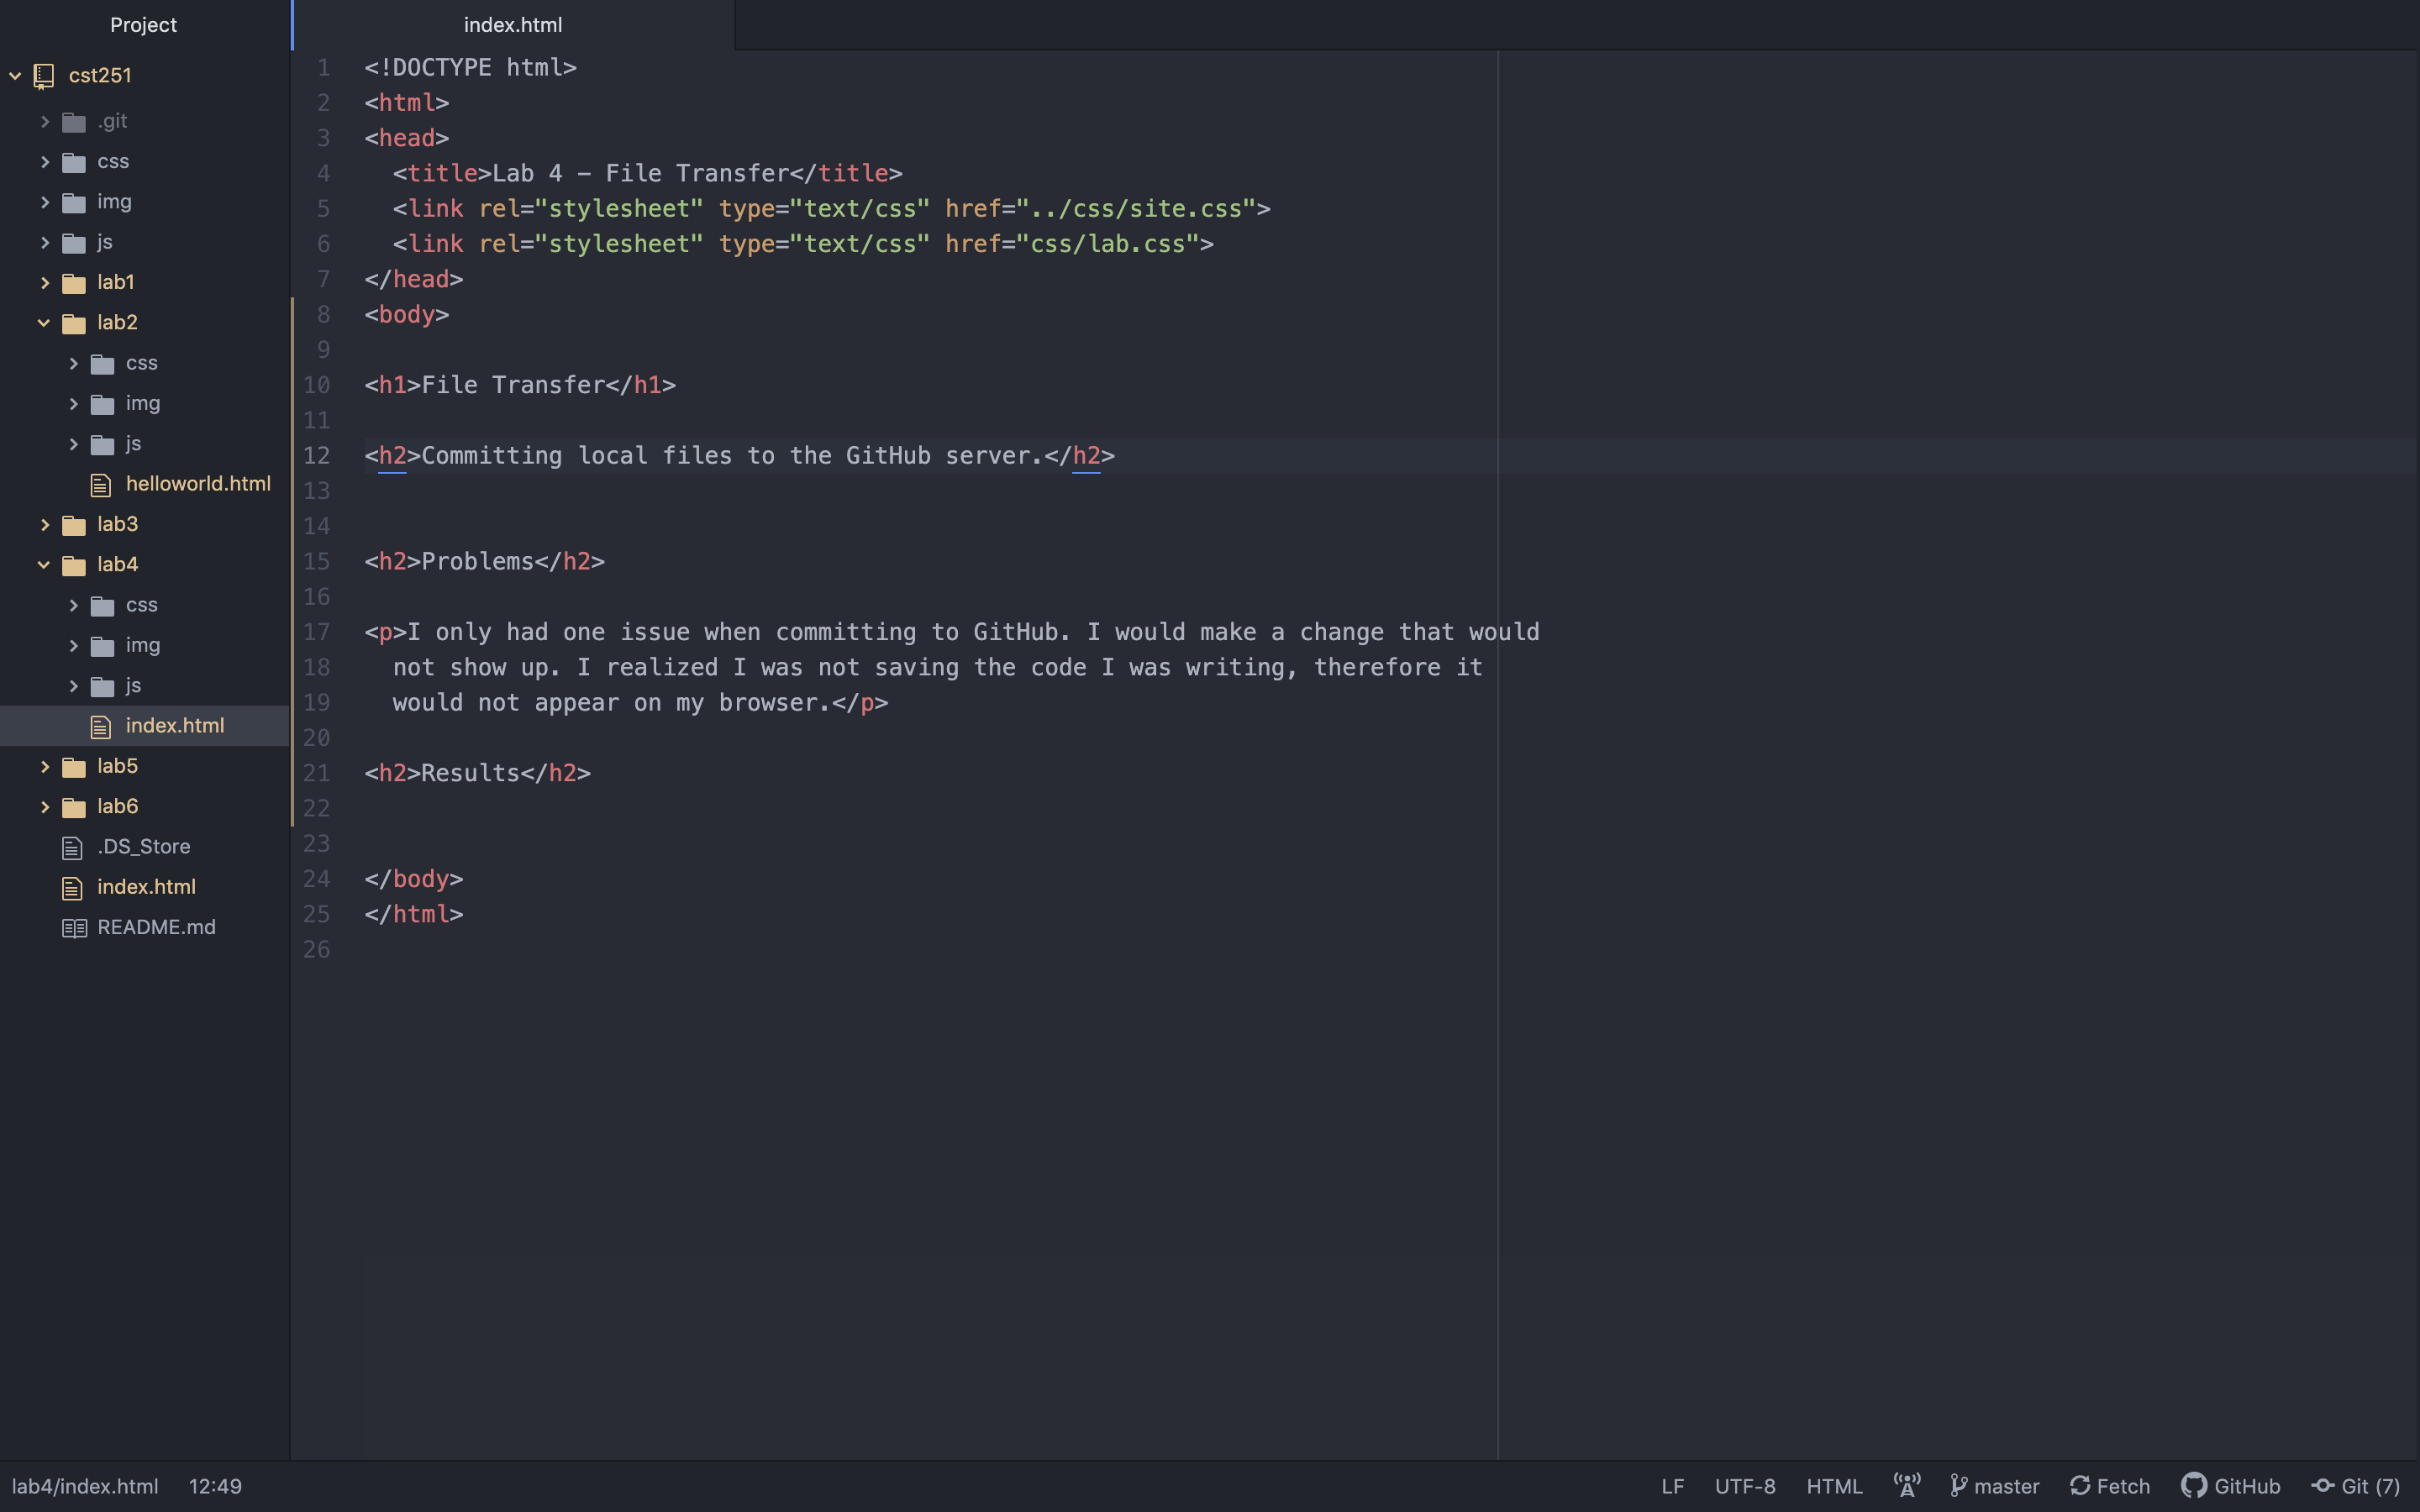 Project
cst251
.git
css
img
js
lab1
lab2
css
img
js
helloworld.html
lab3
lab4
css
img
js
index.html
lab5
lab6
.DS_Store
index.html
README.md
index.html
1 <!DOCTYPE html>
2 <html>
3 <head>
4   <title>Lab 4 - File Transfer</title>
5   <link rel="stylesheet" type="text/css" href="../css/site.css">
6   <link rel="stylesheet" type="text/css" href="css/lab.css">
7 </head>
8 <body>
9
10 <h1>File Transfer</h1>
11
12 <h2>Committing local files to the GitHub server.</h2>
13
14
15 <h2>Problems</h2>
16
17 <p>I only had one issue when committing to GitHub. I would make a change that would
18   not show up. I realized I was not saving the code I was writing, therefore it
19   would not appear on my browser.</p>
20
21 <h2>Results</h2>
22
23
24 </body>
25 </html>
26
lab4/index.html 12:49 LF UTF-8 HTML master Fetch GitHub Git (7)